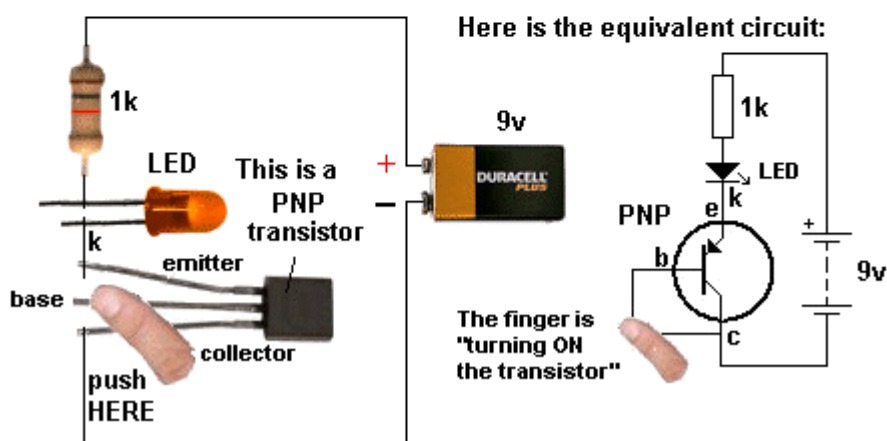 Here is the equivalent circuit:
1k
LED
This is a
PNP
transistor
+
−
9v
DURACELL
PLUS
k
emitter
base
collector
push
HERE
1k
LED
k
e
PNP
b
c
+
9v
The finger is
"turning ON
the transistor"